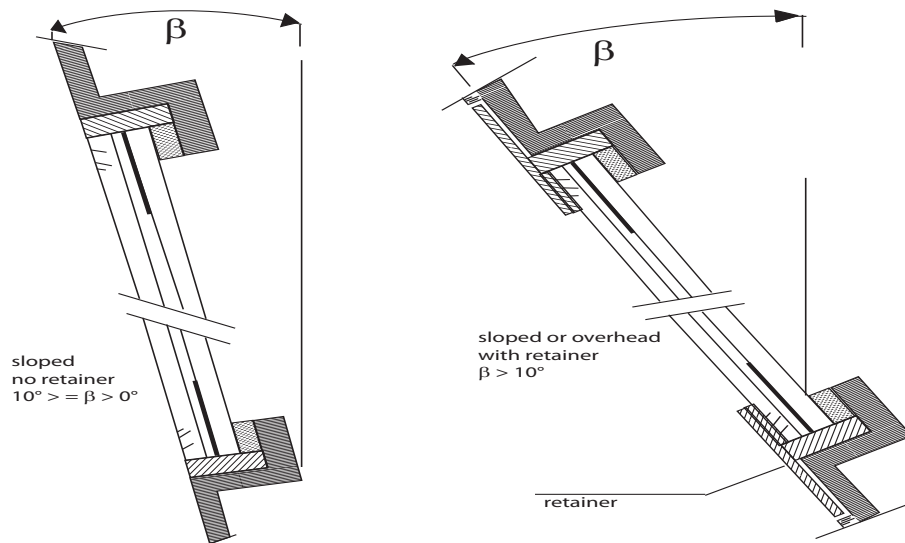 β
β
sloped
no retainer
10° > = β > 0°
sloped or overhead
with retainer
β > 10°
retainer